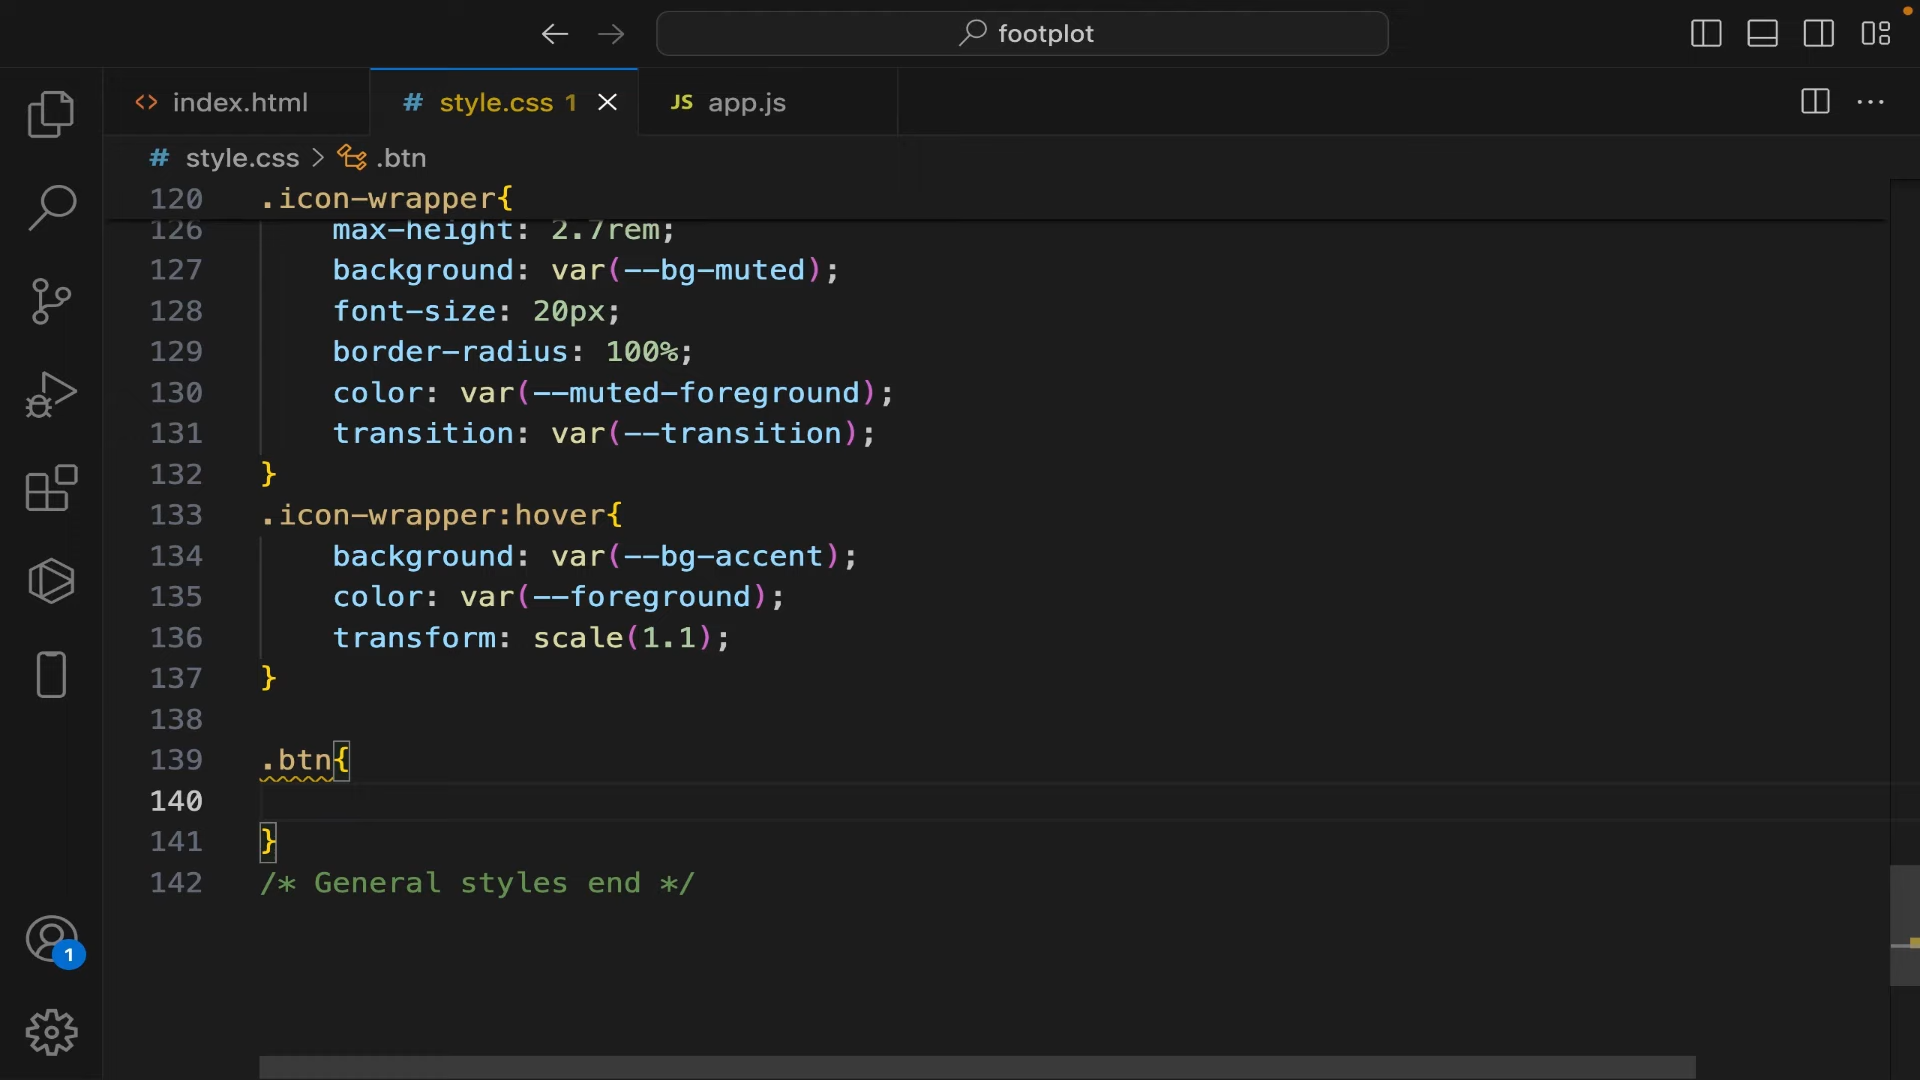 footplot
<> index.html
# style.css 1
JS app.js
# style.css > .btn
120 .icon-wrapper{
126 max-height: 2.7rem;
127 background: var(--bg-muted);
128 font-size: 20px;
129 border-radius: 100%;
130 color: var(--muted-foreground);
131 transition: var(--transition);
132 }
133 .icon-wrapper:hover{
134 background: var(--bg-accent);
135 color: var(--foreground);
136 transform: scale(1.1);
137 }
138
139 .btn{
140
141 }
142 /* General styles end */
1